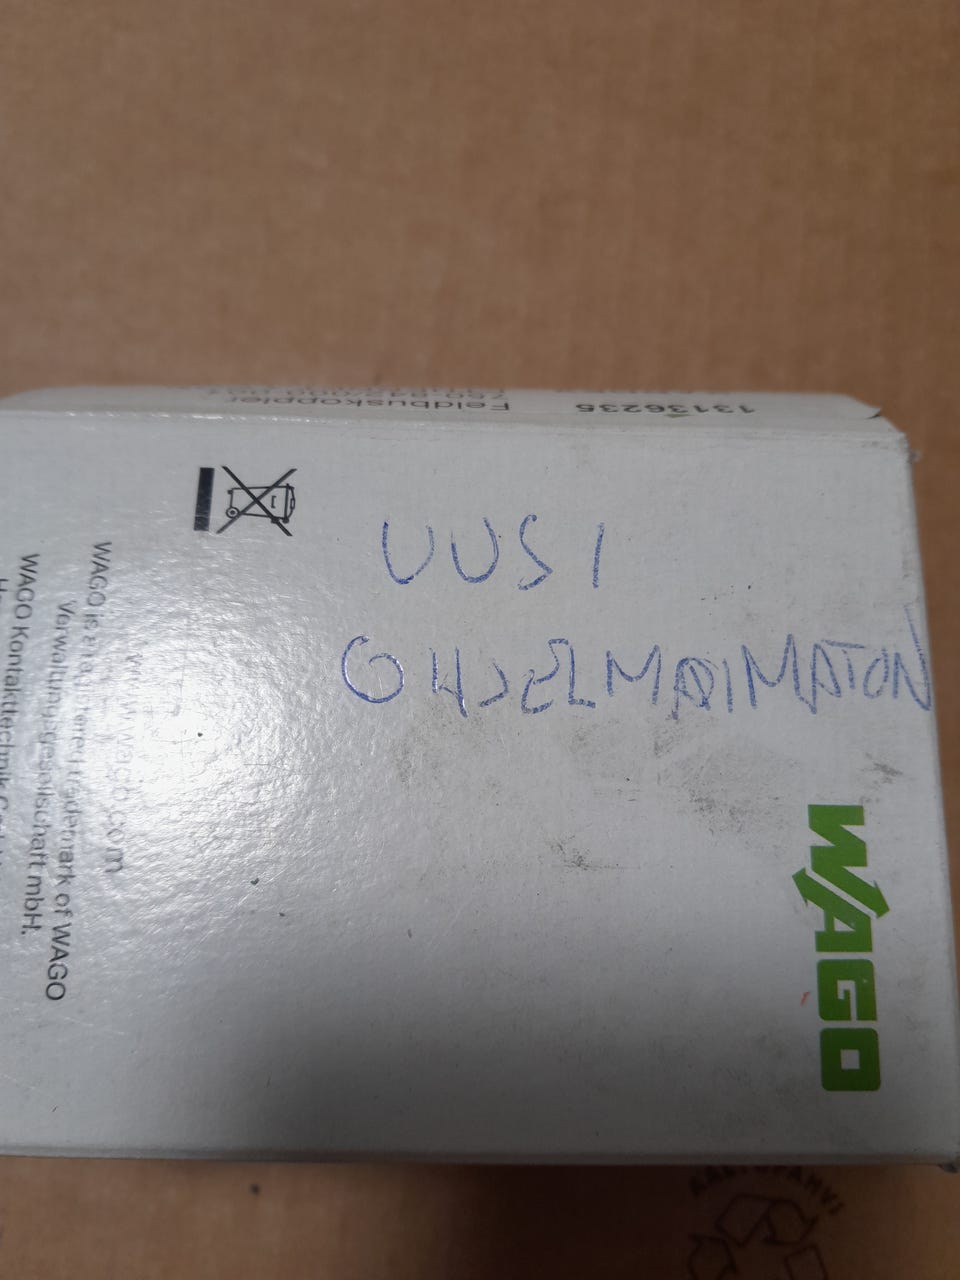 13136235
Feldbuskoppler
UUSI
OHJELMOIMATON
WAGO
www.wago.com
WAGO is a registered trademark of WAGO
Verwaltungsgesellschaft mbH.
WAGO Kontakttechnik